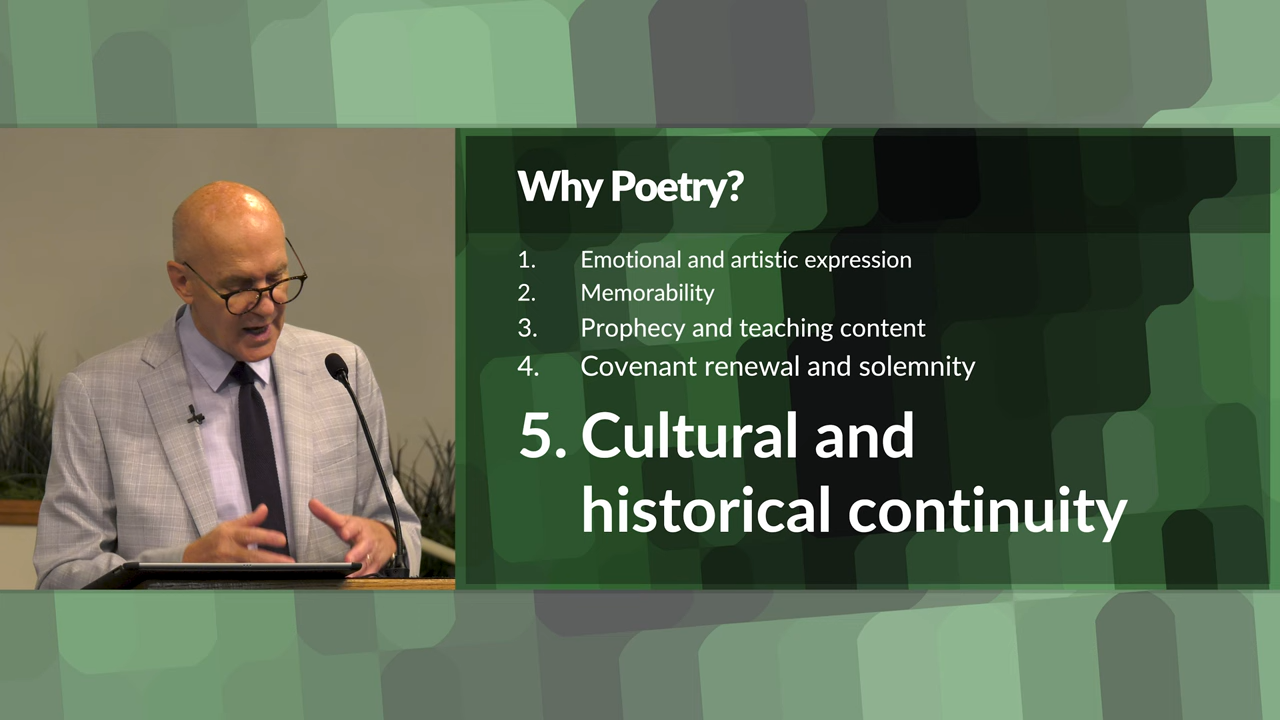 Why Poetry?
1. Emotional and artistic expression
2. Memorability
3. Prophecy and teaching content
4. Covenant renewal and solemnity
5. Cultural and
historical continuity